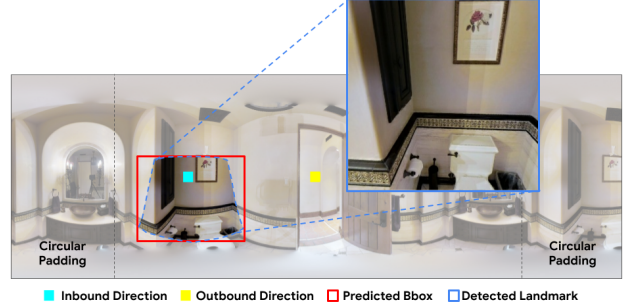 Circular
Padding
Circular
Padding
Inbound Direction
Outbound Direction
Predicted Bbox
Detected Landmark